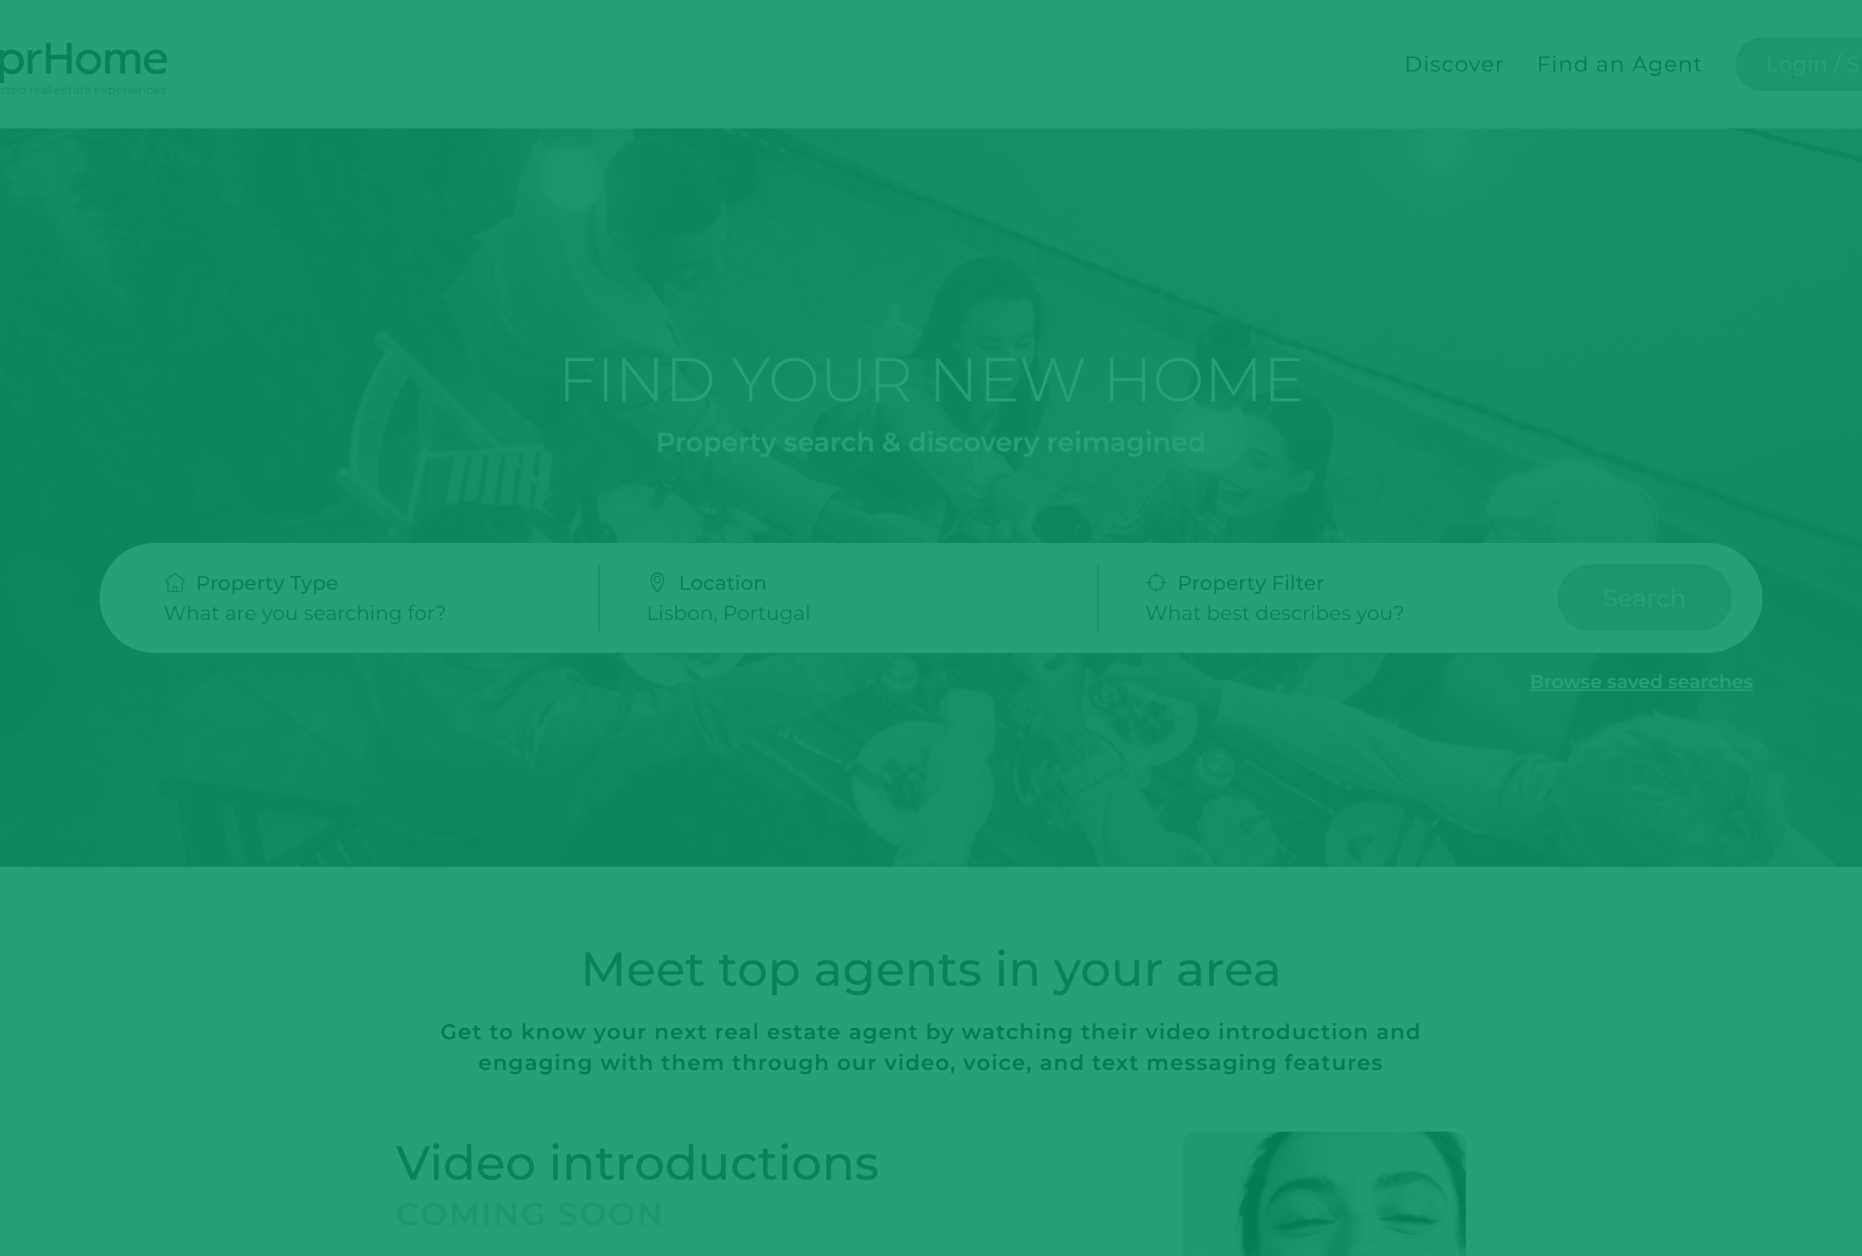 prHome
sted real estate experiences
Discover Find an Agent Login / S
FIND YOUR NEW HOME
Property search & discovery reimagined
Property Type
What are you searching for?
Location
Lisbon, Portugal
Property Filter
What best describes you?
Search
Browse saved searches
Meet top agents in your area
Get to know your next real estate agent by watching their video introduction and
engaging with them through our video, voice, and text messaging features
Video introductions
COMING SOON